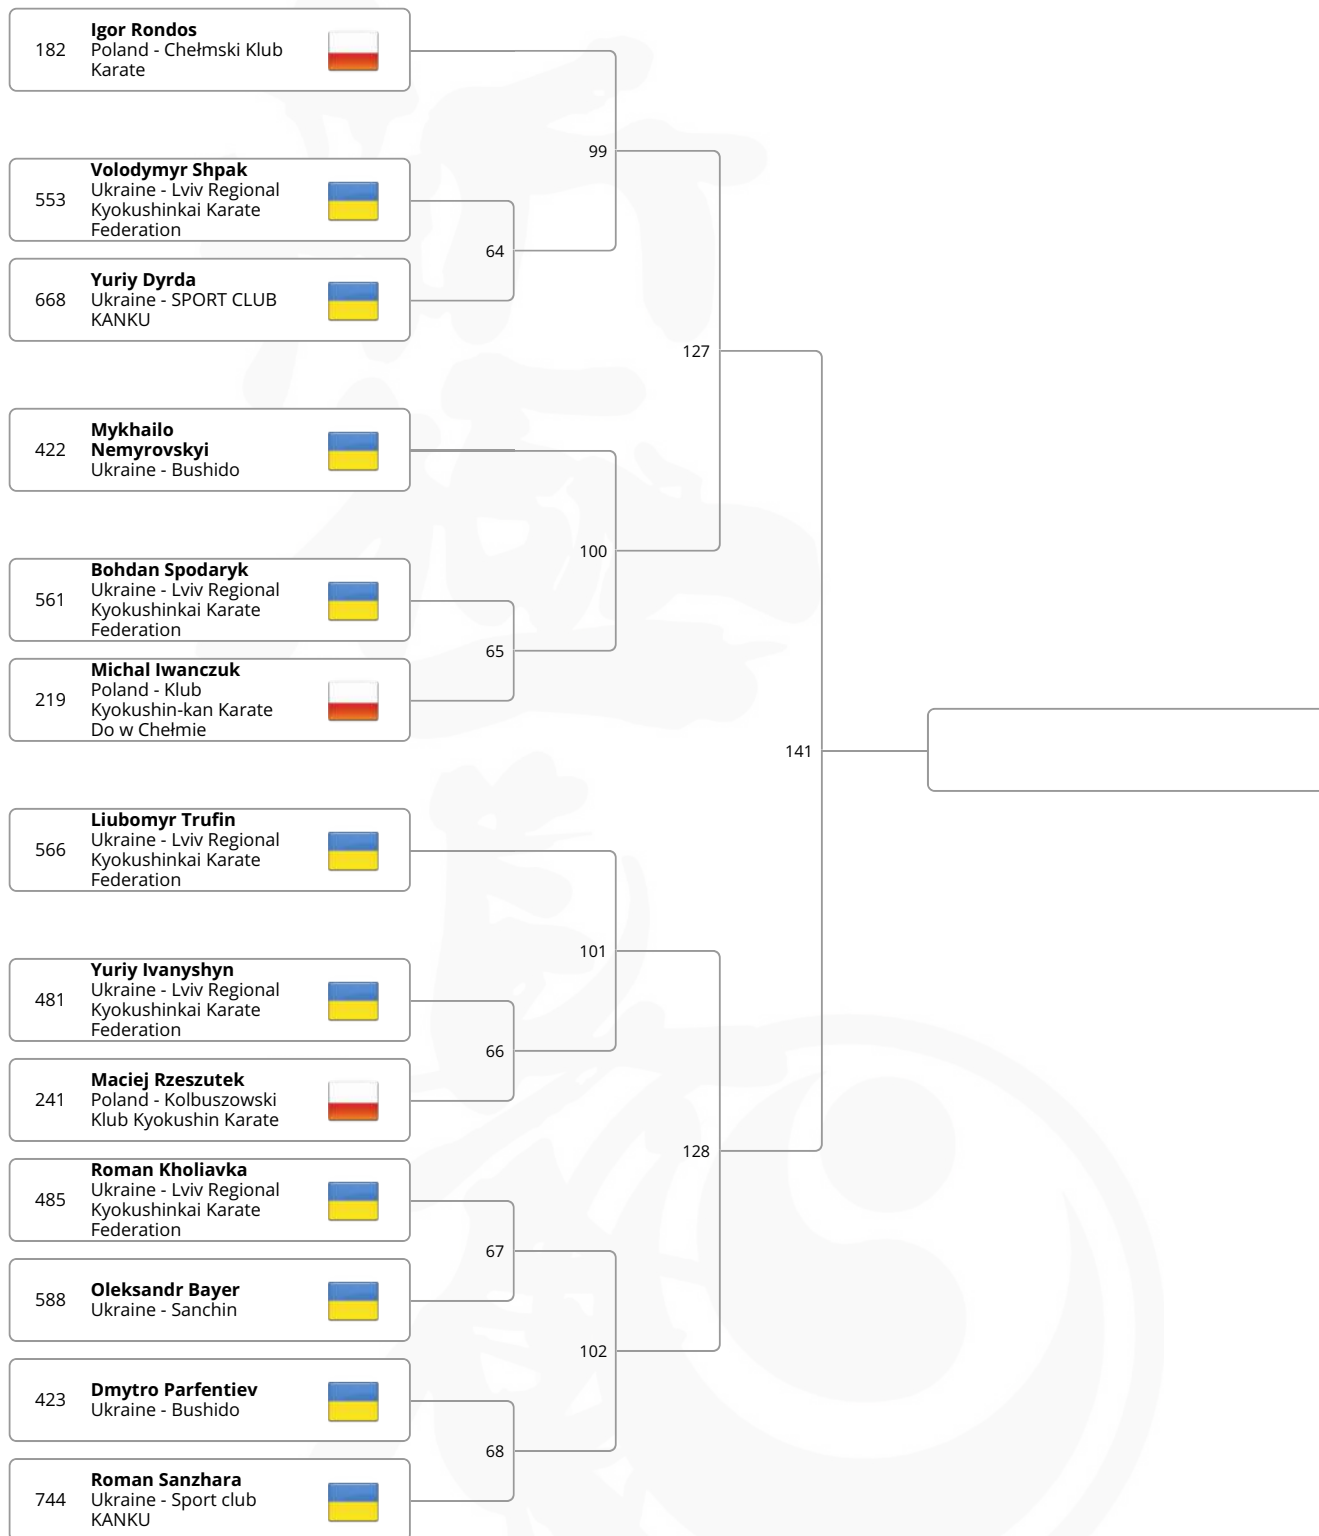 Igor Rondos
182
Poland - Chełmski Klub
Karate
99
Volodymyr Shpak
553
Ukraine - Lviv Regional
Kyokushinkai Karate
Federation
64
Yuriy Dyrda
668
Ukraine - SPORT CLUB
KANKU
127
Mykhailo
Nemyrovskyi
422
Ukraine - Bushido
100
Bohdan Spodaryk
561
Ukraine - Lviv Regional
Kyokushinkai Karate
Federation
65
Michal Iwanczuk
219
Poland - Klub
Kyokushin-kan Karate
Do w Chełmie
141
Liubomyr Trufin
566
Ukraine - Lviv Regional
Kyokushinkai Karate
Federation
101
Yuriy Ivanyshyn
481
Ukraine - Lviv Regional
Kyokushinkai Karate
Federation
66
Maciej Rzeszutek
241
Poland - Kolbuszowski
Klub Kyokushin Karate
128
Roman Kholiavka
485
Ukraine - Lviv Regional
Kyokushinkai Karate
Federation
67
Oleksandr Bayer
588
Ukraine - Sanchin
102
Dmytro Parfentiev
423
Ukraine - Bushido
68
Roman Sanzhara
744
Ukraine - Sport club
KANKU